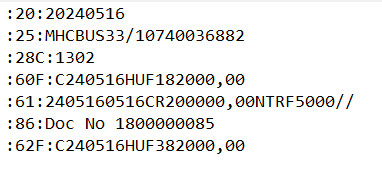 :20:20240516
:25:MHCBUS33/10740036882
:28C:1302
:60F:C240516HUF182000,00
:61:2405160516CR200000,00NTRF5000//
:86:Doc No 1800000085
:62F:C240516HUF382000,00